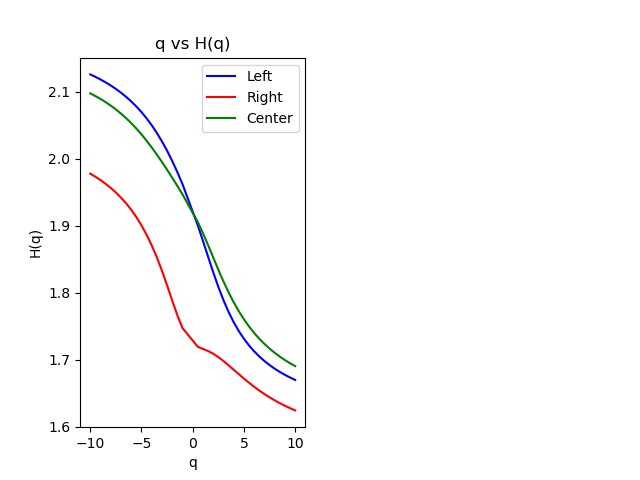 q vs H(q)
Left
Right
Center
2.1
2.0
1.9
1.8
1.7
1.6
H(q)
−10
−5
0
5
10
q